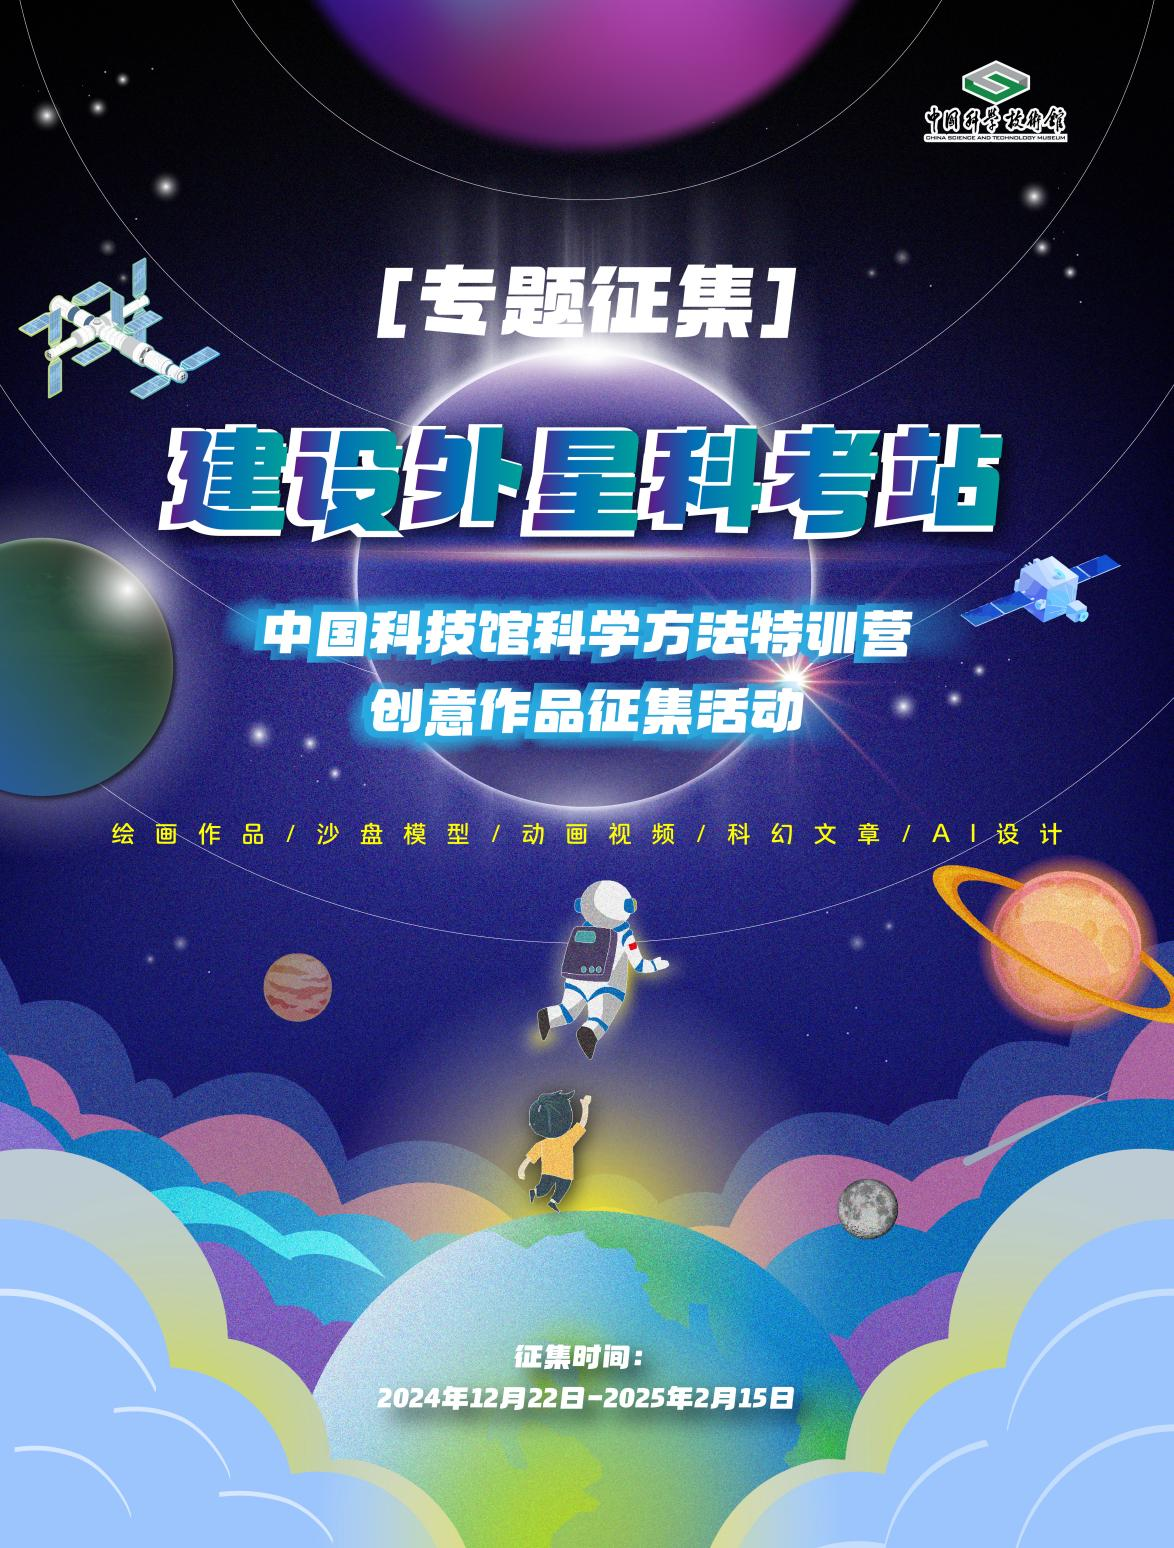 中国科学技術館
CHINA SCIENCE AND TECHNOLOGY MUSEUM
[专题征集]
建设外星科考站
中国科技馆科学方法特训营
创意作品征集活动
绘画作品/沙盘模型/动画视频/科幻文章/AI设计
征集时间：
2024年12月22日-2025年2月15日